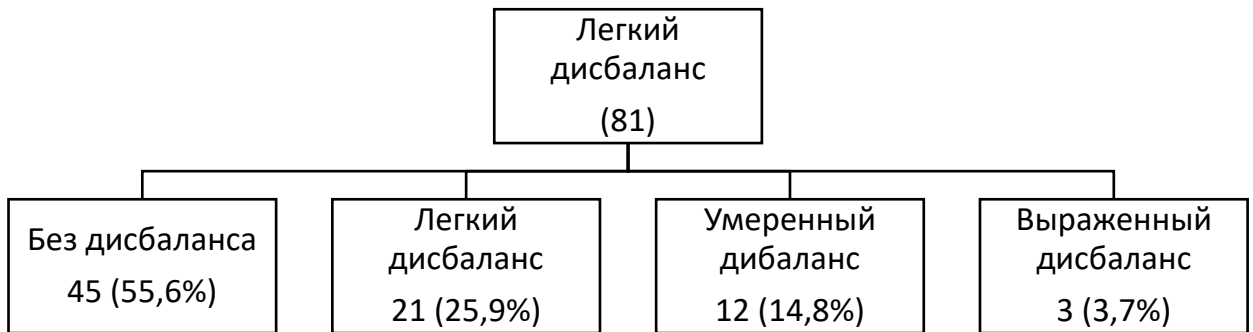 Легкий
дисбаланс
(81)
Без дисбаланса
45 (55,6%)
Легкий
дисбаланс
21 (25,9%)
Умеренный
дибаланс
12 (14,8%)
Выраженный
дисбаланс
3 (3,7%)